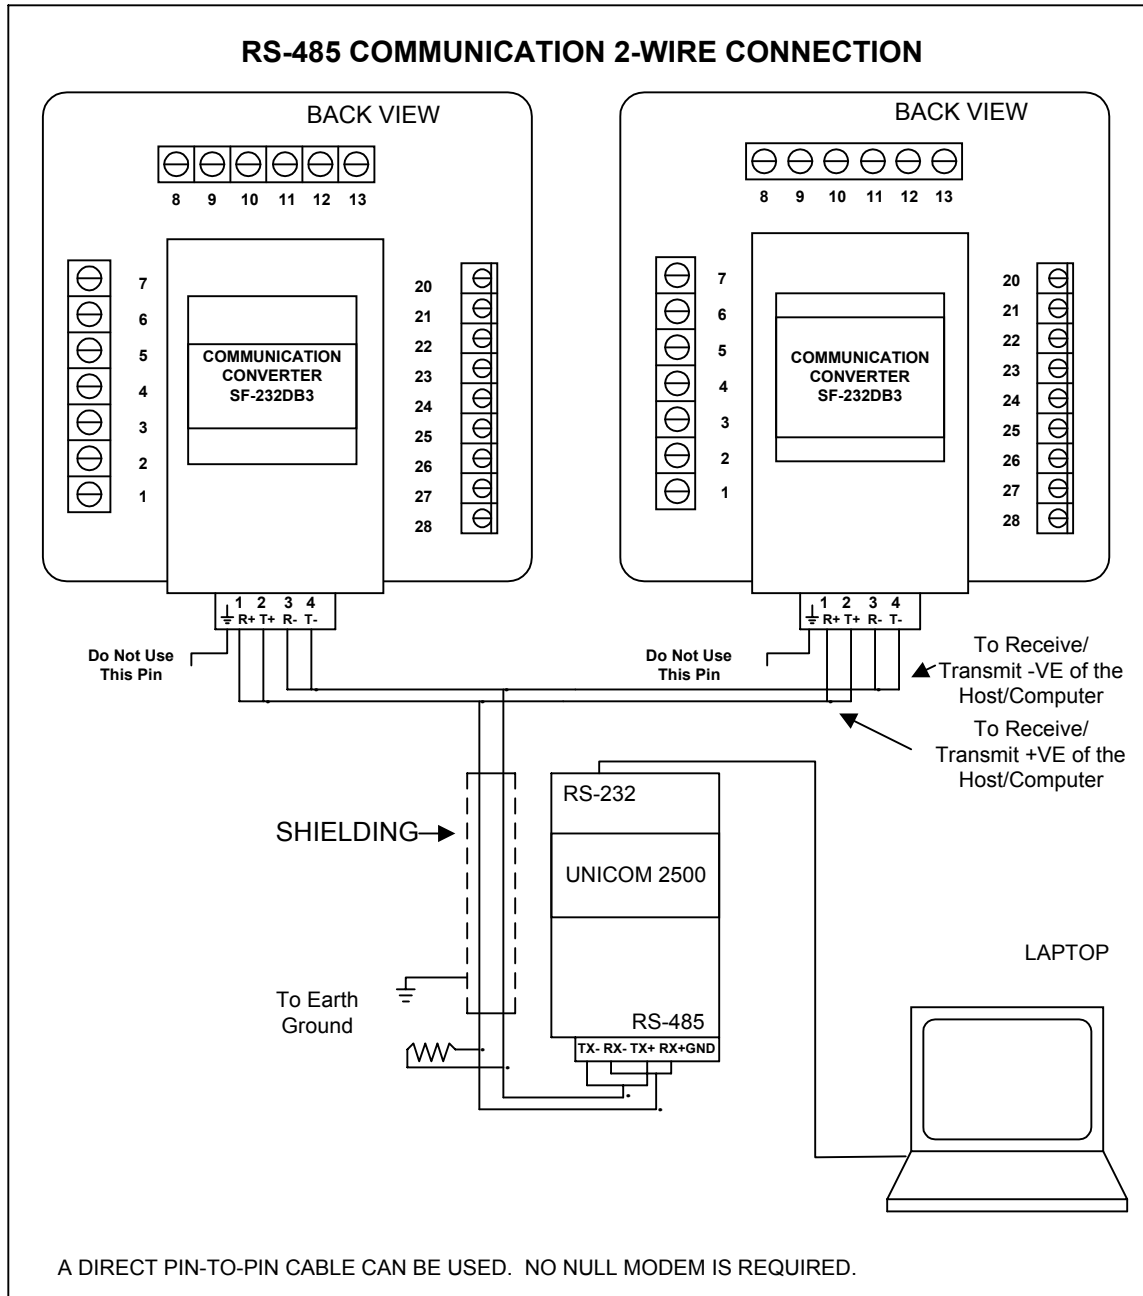 RS-485 COMMUNICATION 2-WIRE CONNECTION
BACK VIEW
8 9 10 11 12 13
7
6
5
4
3
2
1
COMMUNICATION
CONVERTER
SF-232DB3
20
21
22
23
24
25
26
27
28
1 2 3 4
R+ T+ R- T-
Do Not Use
This Pin
BACK VIEW
8 9 10 11 12 13
7
6
5
4
3
2
1
COMMUNICATION
CONVERTER
SF-232DB3
20
21
22
23
24
25
26
27
28
1 2 3 4
R+ T+ R- T-
Do Not Use
This Pin
To Receive/
Transmit -VE of the
Host/Computer
To Receive/
Transmit +VE of the
Host/Computer
SHIELDING
To Earth
Ground
RS-232
UNICOM 2500
RS-485
TX- RX- TX+ RX+GND
LAPTOP
A DIRECT PIN-TO-PIN CABLE CAN BE USED. NO NULL MODEM IS REQUIRED.